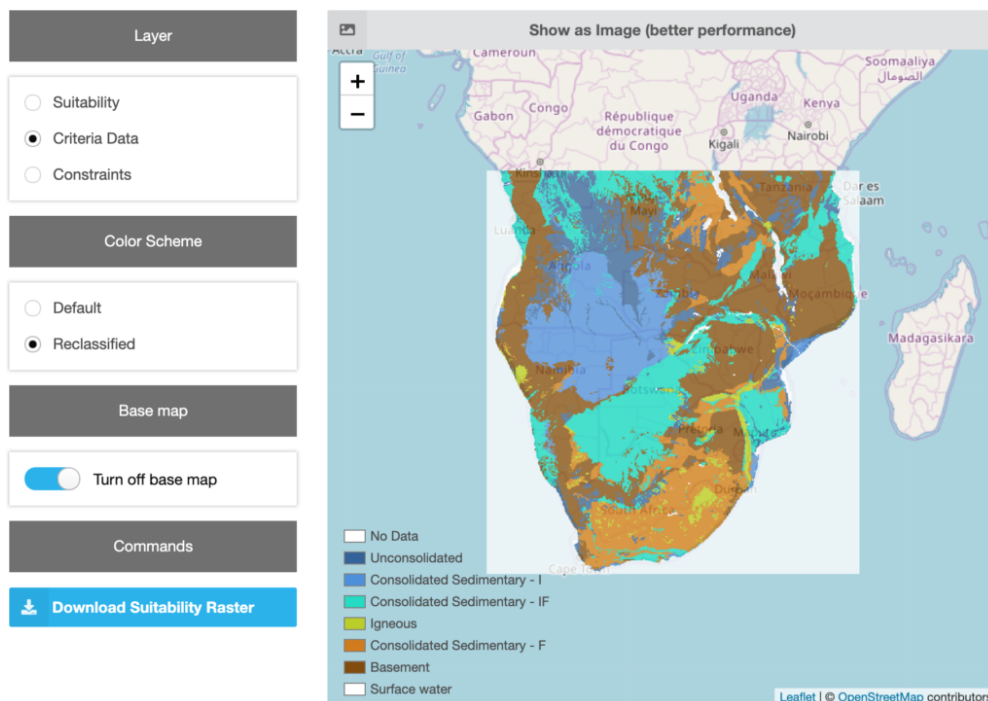 Layer
Suitability
Criteria Data
Constraints
Color Scheme
Default
Reclassified
Base map
Turn off base map
Commands
Download Suitability Raster
Show as Image (better performance)
+
−
Accra
Gulf of
Guinea
Cameroun
Soomaaliya
الصومال
Uganda
Congo
Kenya
Gabon
République
démocratique
du Congo
Nairobi
Kigali
Tanzania
Dar es
Salaam
Mayi
Luanda
Angola
Malawi
Moçambique
Zimbabwe
Madagasikara
Namibia
Botswana
Pretoria
Durban
South Africa
Cape Town
No Data
Unconsolidated
Consolidated Sedimentary - I
Consolidated Sedimentary - IF
Igneous
Consolidated Sedimentary - F
Basement
Surface water
Leaflet | © OpenStreetMap contributors